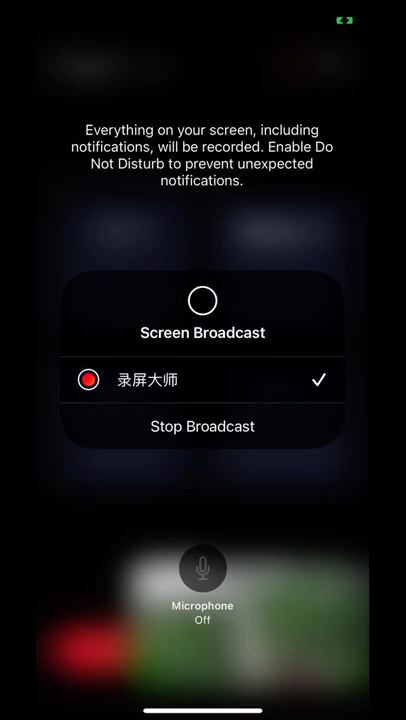 Everything on your screen, including
notifications, will be recorded. Enable Do
Not Disturb to prevent unexpected
notifications.
Screen Broadcast
录屏大师
Stop Broadcast
Microphone
Off